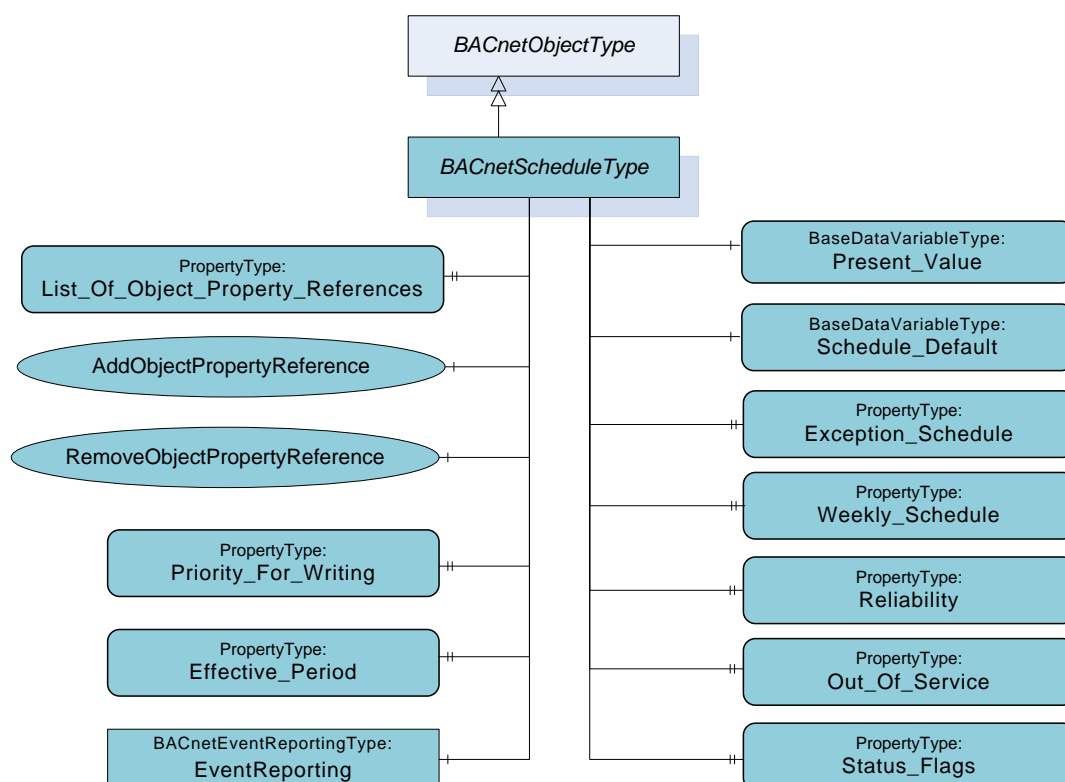 BACnetObjectType
BACnetScheduleType
PropertyType:
List_Of_Object_Property_References
AddObjectPropertyReference
RemoveObjectPropertyReference
PropertyType:
Priority_For_Writing
PropertyType:
Effective_Period
BACnetEventReportingType:
EventReporting
BaseDataVariableType:
Present_Value
BaseDataVariableType:
Schedule_Default
PropertyType:
Exception_Schedule
PropertyType:
Weekly_Schedule
PropertyType:
Reliability
PropertyType:
Out_Of_Service
PropertyType:
Status_Flags